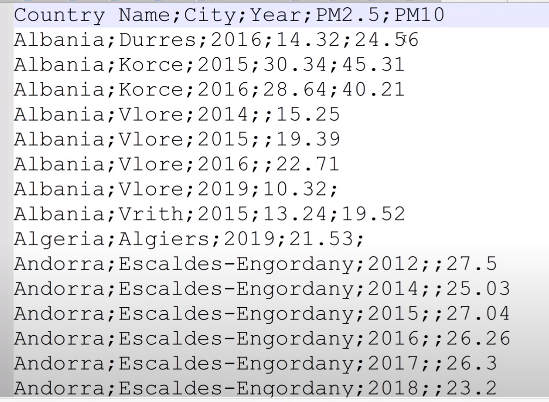 Country Name;City;Year;PM2.5;PM10
Albania;Durres;2016;14.32;24.56
Albania;Korce;2015;30.34;45.31
Albania;Korce;2016;28.64;40.21
Albania;Vlore;2014;;15.25
Albania;Vlore;2015;;19.39
Albania;Vlore;2016;;22.71
Albania;Vlore;2019;10.32;
Albania;Vrith;2015;13.24;19.52
Algeria;Algiers;2019;21.53;
Andorra;Escaldes-Engordany;2012;;27.5
Andorra;Escaldes-Engordany;2014;;25.03
Andorra;Escaldes-Engordany;2015;;27.04
Andorra;Escaldes-Engordany;2016;;26.26
Andorra;Escaldes-Engordany;2017;;26.3
Andorra;Escaldes-Engordany;2018;;23.2